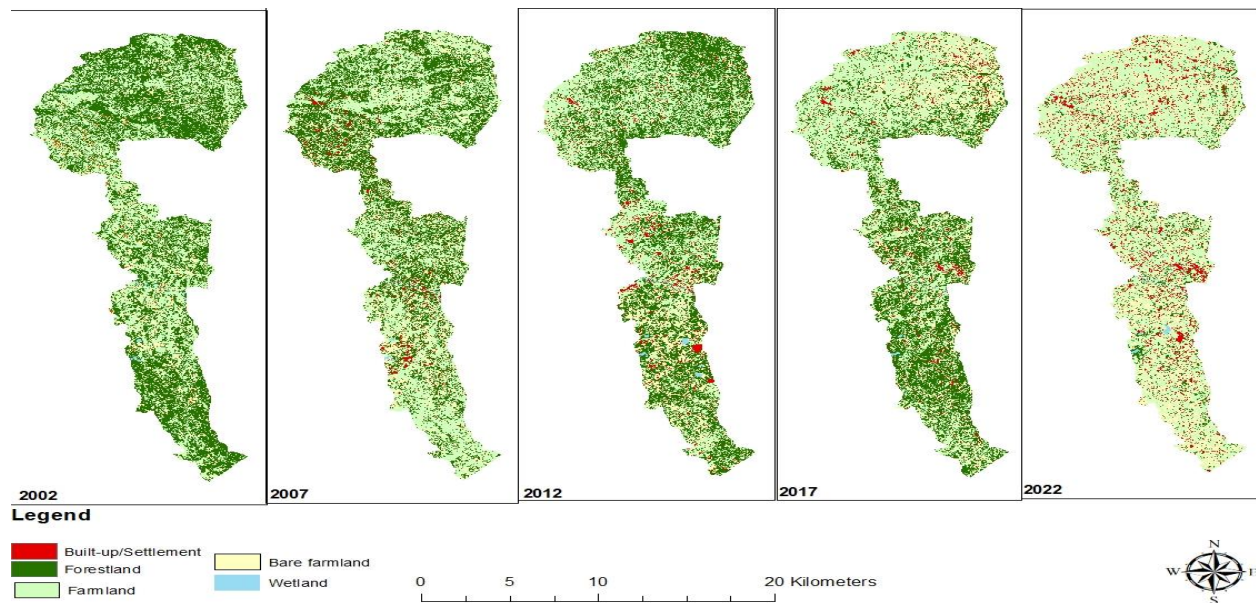 2002
2007
2012
2017
2022
Legend
Built-up/Settlement
Forestland
Farmland
Bare farmland
Wetland
0 5 10 20 Kilometers
N
W E
S